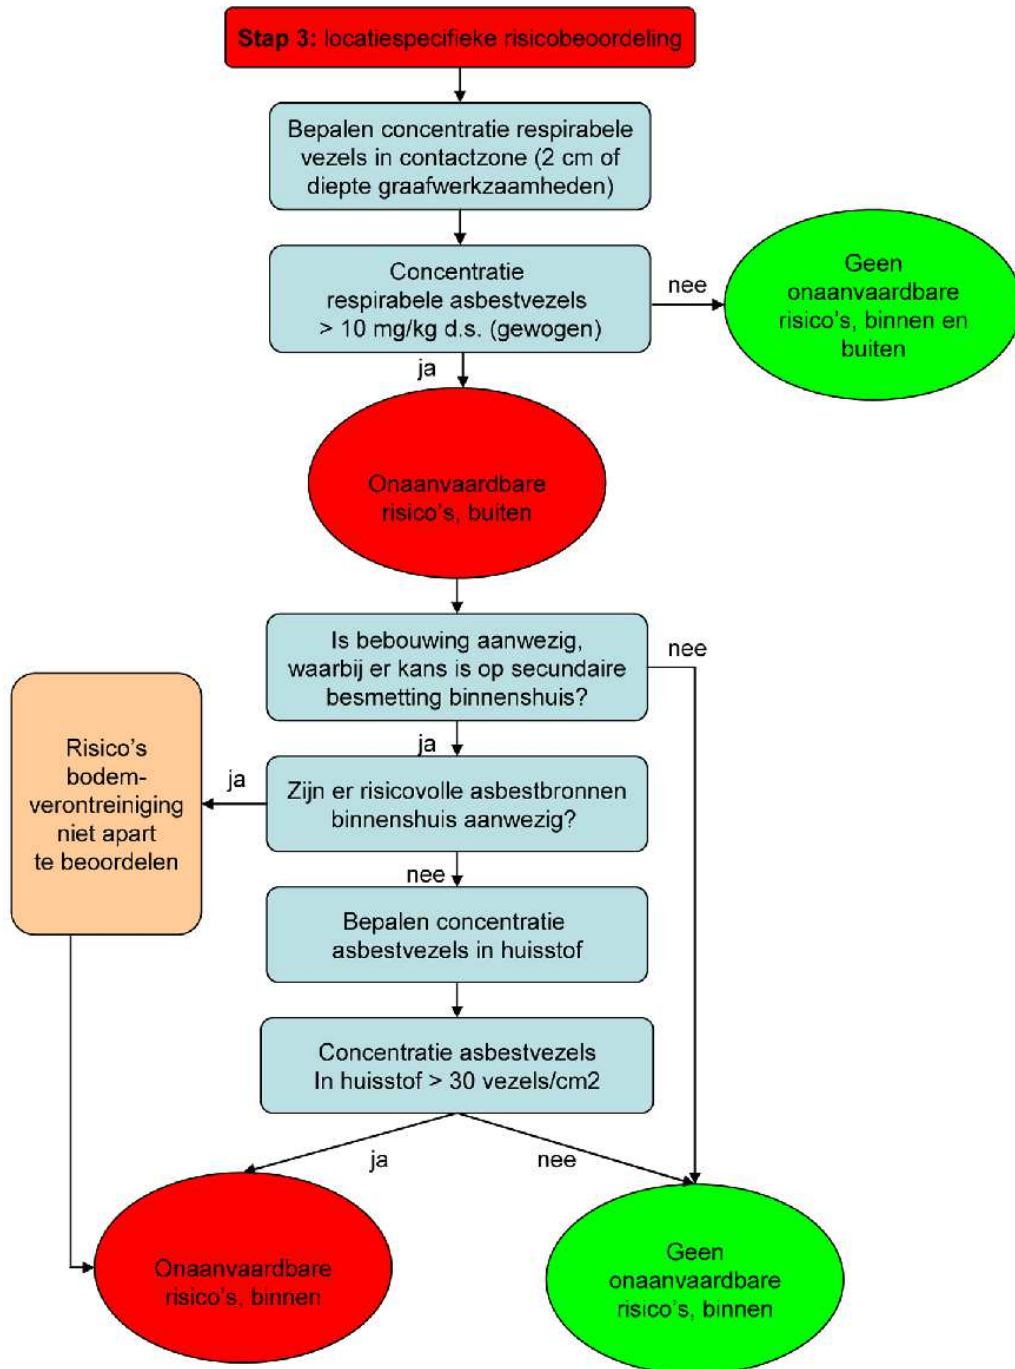 Stap 3: locatiespecifieke risicobeoordeling
Bepalen concentratie respirabele
vezels in contactzone (2 cm of
diepte graafwerkzaamheden)
Concentratie
respirabele asbestvezels
> 10 mg/kg d.s. (gewogen)
nee
Geen
onaanvaardbare
risico's, binnen en
buiten
ja
Onaanvaardbare
risico's, buiten
Is bebouwing aanwezig,
waarbij er kans is op secundaire
besmetting binnenshuis?
nee
ja
Zijn er risicovolle asbestbronnen
binnenshuis aanwezig?
ja
Risico's
bodem-
verontreiniging
niet apart
te beoordelen
nee
Bepalen concentratie
asbestvezels in huisstof
Concentratie asbestvezels
In huisstof > 30 vezels/cm2
ja
nee
Onaanvaardbare
risico's, binnen
Geen
onaanvaardbare
risico's, binnen